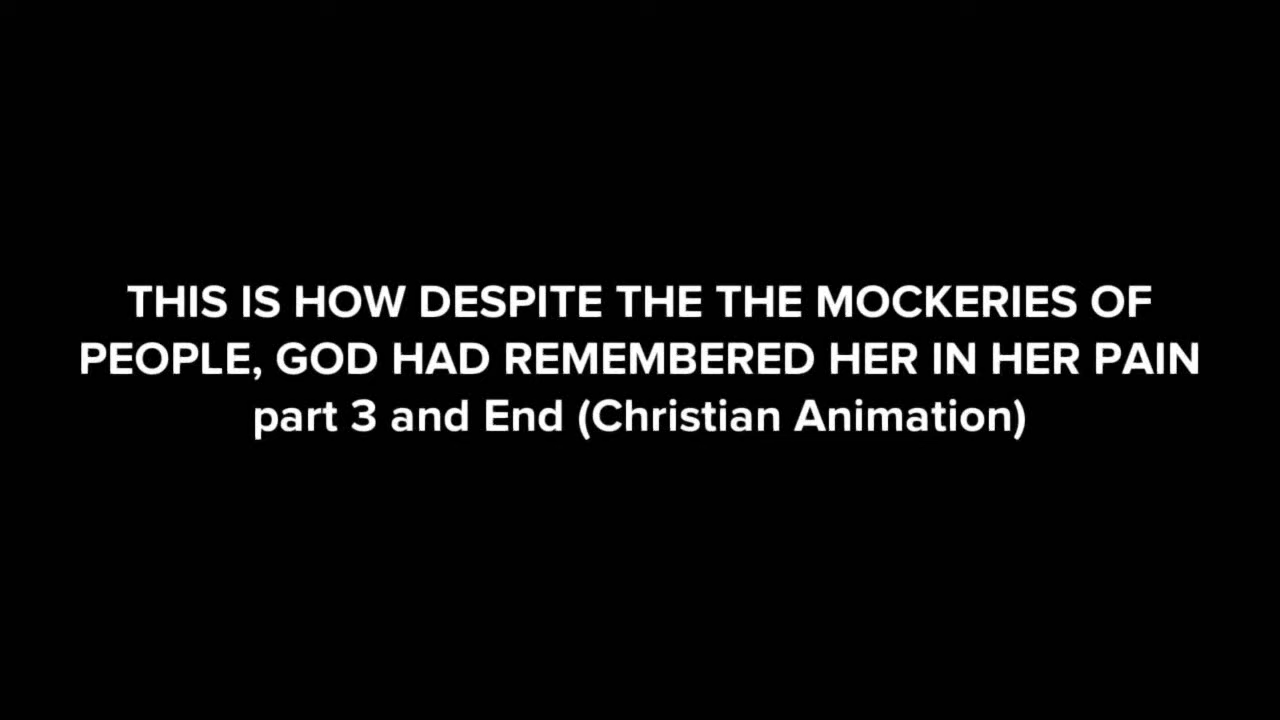 THIS IS HOW DESPITE THE THE MOCKERIES OF
PEOPLE, GOD HAD REMEMBERED HER IN HER PAIN
part 3 and End (Christian Animation)